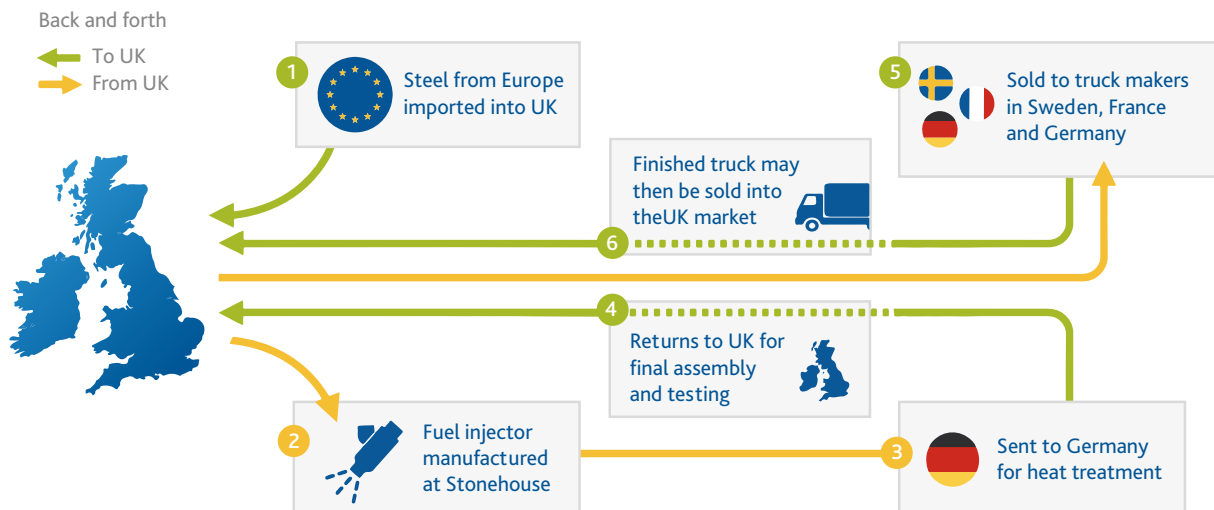 Back and forth
To UK
From UK
1
Steel from Europe
imported into UK
2
Fuel injector
manufactured
at Stonehouse
3
Sent to Germany
for heat treatment
4
Returns to UK for
final assembly
and testing
5
Sold to truck makers
in Sweden, France
and Germany
6
Finished truck may
then be sold into
theUK market